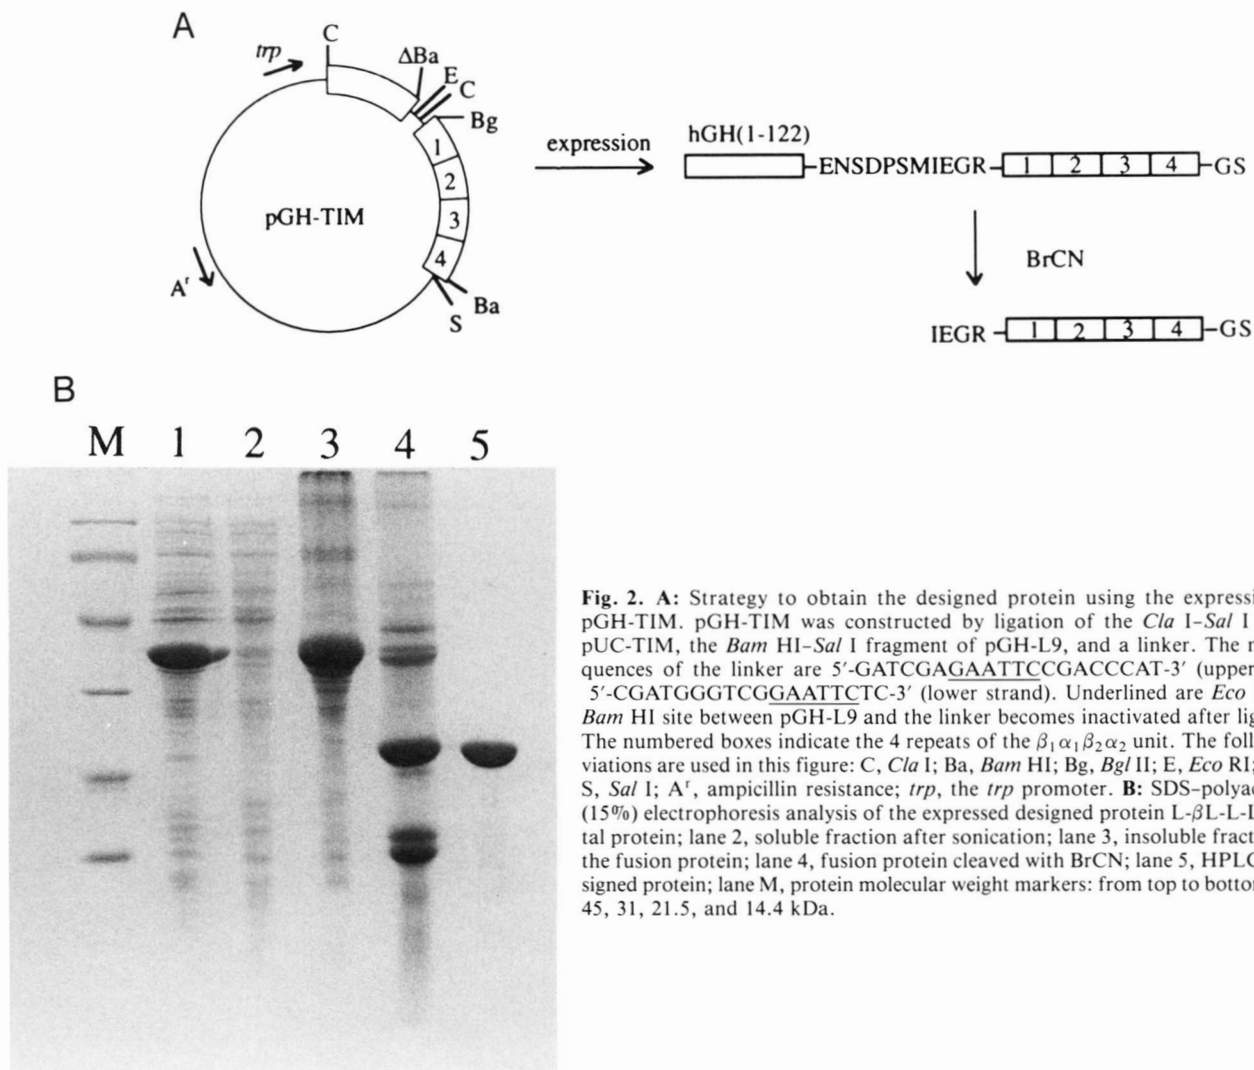 A
trp
C
ΔBa
E
C
Bg
1
2
3
4
Ba
S
Aʳ
pGH-TIM
expression
hGH(1-122)
ENSDPSMIEGR
1 2 3 4
GS
BrCN
IEGR
1 2 3 4
GS
B
M 1 2 3 4 5
Fig. 2. A: Strategy to obtain the designed protein using the expressi
pGH-TIM. pGH-TIM was constructed by ligation of the Cla I–Sal I
pUC-TIM, the Bam HI–Sal I fragment of pGH-L9, and a linker. The n
quences of the linker are 5′-GATCGAGAATTCCGACCCAT-3′ (upper
5′-CGATGGGTCGGAATTCTC-3′ (lower strand). Underlined are Eco
Bam HI site between pGH-L9 and the linker becomes inactivated after lig
The numbered boxes indicate the 4 repeats of the β₁α₁β₂α₂ unit. The foll
viations are used in this figure: C, Cla I; Ba, Bam HI; Bg, Bgl II; E, Eco RI;
S, Sal I; Aʳ, ampicillin resistance; trp, the trp promoter. B: SDS–polyac
(15%) electrophoresis analysis of the expressed designed protein L-βL-L-L
tal protein; lane 2, soluble fraction after sonication; lane 3, insoluble fract
the fusion protein; lane 4, fusion protein cleaved with BrCN; lane 5, HPLC
signed protein; lane M, protein molecular weight markers: from top to bottor
45, 31, 21.5, and 14.4 kDa.